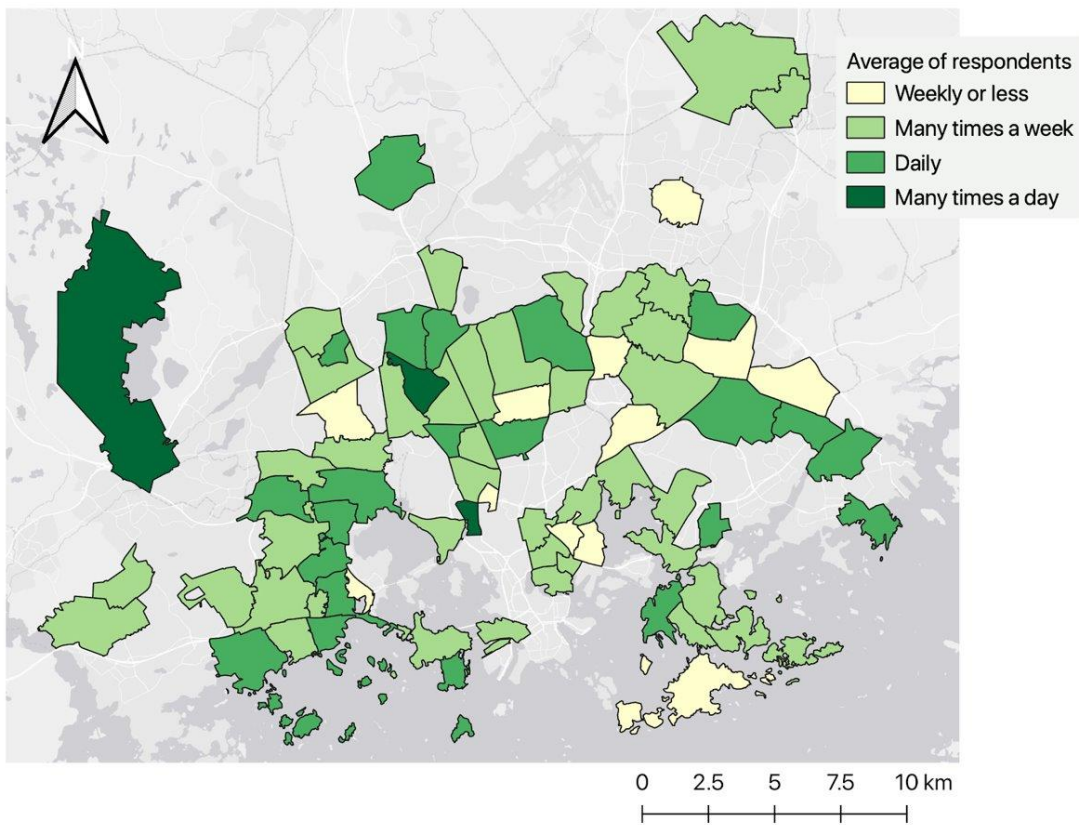 N
Average of respondents
Weekly or less
Many times a week
Daily
Many times a day
0 2.5 5 7.5 10 km